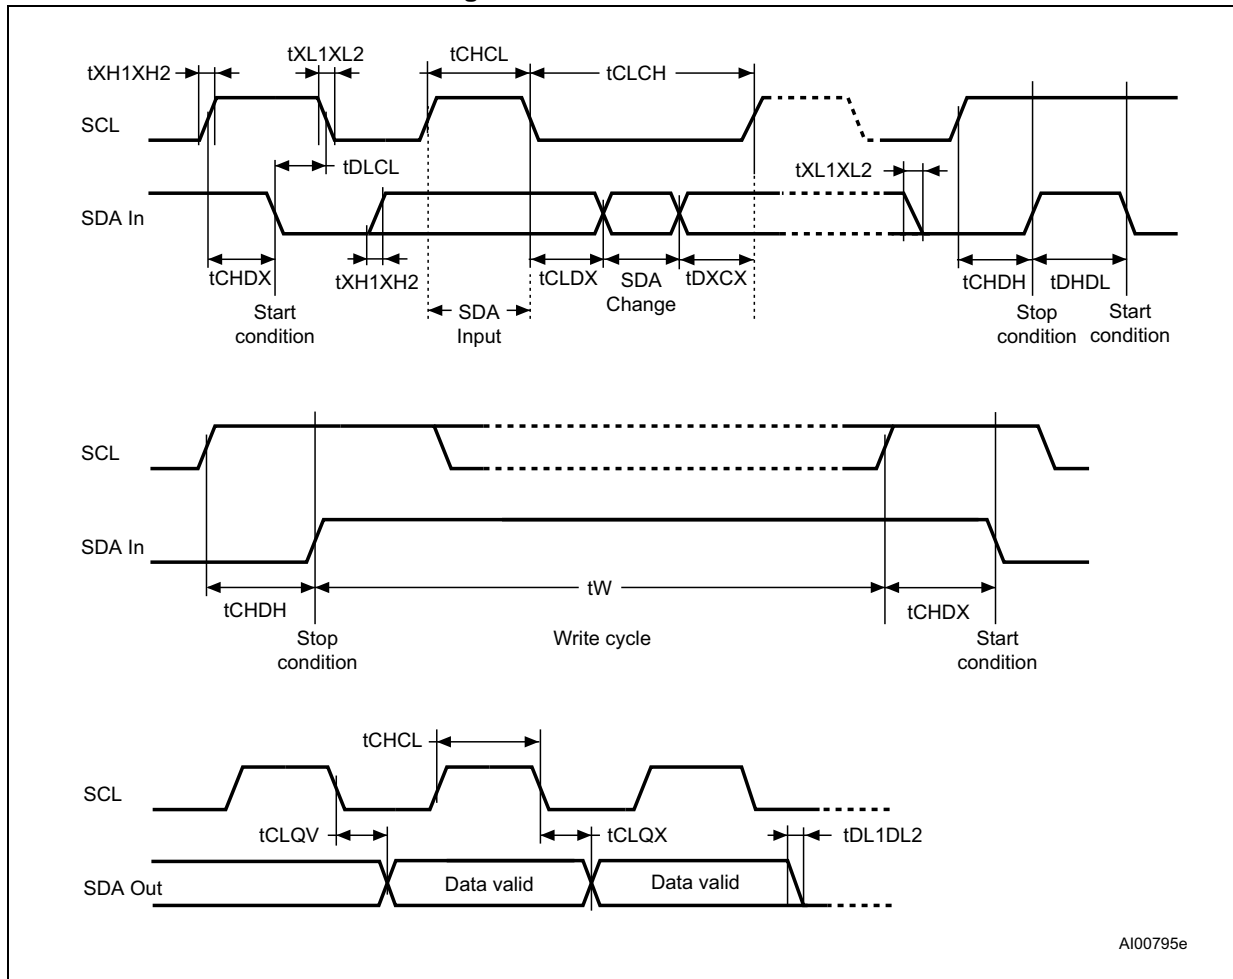 tXH1XH2
tXL1XL2
tCHCL
tCLCH
SCL
tDLCL
tXL1XL2
SDA In
tCHDX
tXH1XH2
tCLDX
SDA
Change
tDXCX
tCHDH
tDHDL
Start
condition
SDA
Input
Stop
condition
Start
condition
SCL
SDA In
tCHDH
tW
tCHDX
Stop
condition
Write cycle
Start
condition
tCHCL
SCL
tCLQV
tCLQX
tDL1DL2
SDA Out
Data valid
Data valid
AI00795e